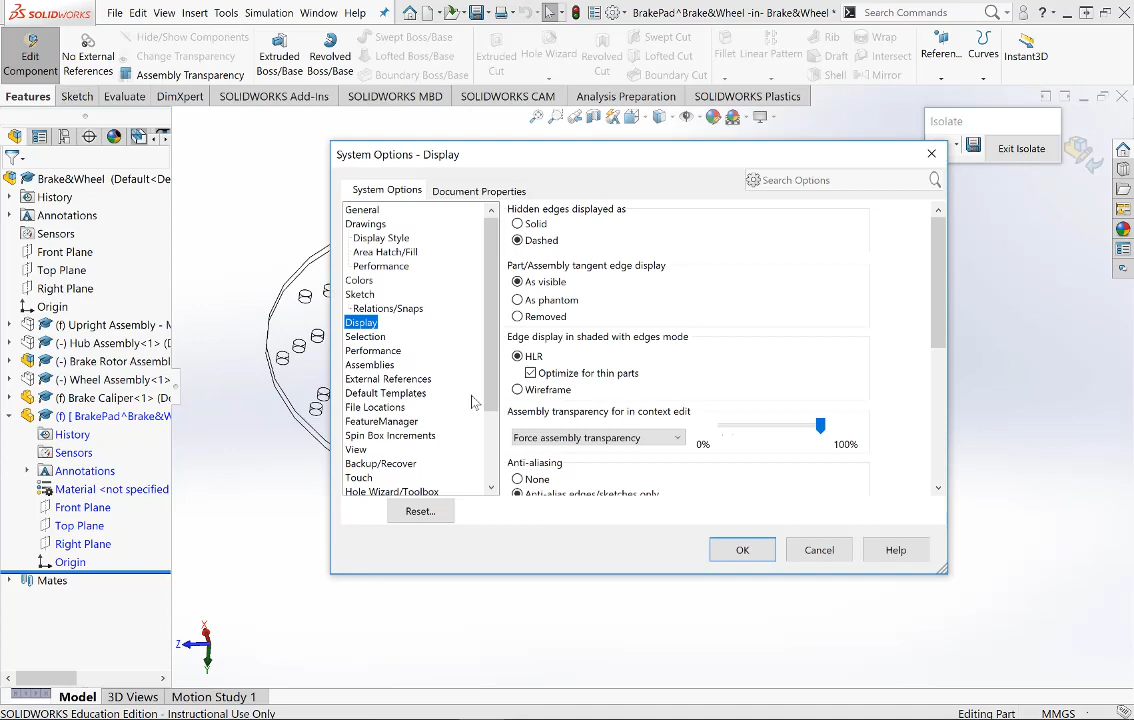 SOLIDWORKS File Edit View Insert Tools Simulation Window Help BrakePad^Brake&Wheel -in- Brake&Wheel * Search Commands ?
Edit Component
No External References
Hide/Show Components
Change Transparency
Assembly Transparency
Extruded Boss/Base
Revolved Boss/Base
Swept Boss/Base
Lofted Boss/Base
Boundary Boss/Base
Extruded Cut
Hole Wizard
Revolved Cut
Swept Cut
Lofted Cut
Boundary Cut
Fillet
Linear Pattern
Rib
Draft
Shell
Wrap
Intersect
Mirror
Referen...
Curves
Instant3D
Features Sketch Evaluate DimXpert SOLIDWORKS Add-Ins SOLIDWORKS MBD SOLIDWORKS CAM Analysis Preparation SOLIDWORKS Plastics
Isolate
Exit Isolate
Brake&Wheel (Default<De
History
Annotations
Sensors
Front Plane
Top Plane
Right Plane
Origin
(f) Upright Assembly - M
(-) Hub Assembly<1> (D
(f) Brake Rotor Assembly
(-) Wheel Assembly<1>
(f) Brake Caliper<1> (D
(f) [ BrakePad^Brake&W
History
Sensors
Annotations
Material <not specified
Front Plane
Top Plane
Right Plane
Origin
Mates
System Options - Display
System Options Document Properties
Search Options
General
Drawings
Display Style
Area Hatch/Fill
Performance
Colors
Sketch
Relations/Snaps
Display
Selection
Performance
Assemblies
External References
Default Templates
File Locations
FeatureManager
Spin Box Increments
View
Backup/Recover
Touch
Hole Wizard/Toolbox
Reset...
Hidden edges displayed as
Solid
Dashed
Part/Assembly tangent edge display
As visible
As phantom
Removed
Edge display in shaded with edges mode
HLR
Optimize for thin parts
Wireframe
Assembly transparency for in context edit
Force assembly transparency
0% 100%
Anti-aliasing
None
Anti-alias edges/sketches only
OK Cancel Help
X
Z
Y
Model 3D Views Motion Study 1
SOLIDWORKS Education Edition - Instructional Use Only Editing Part MMGS